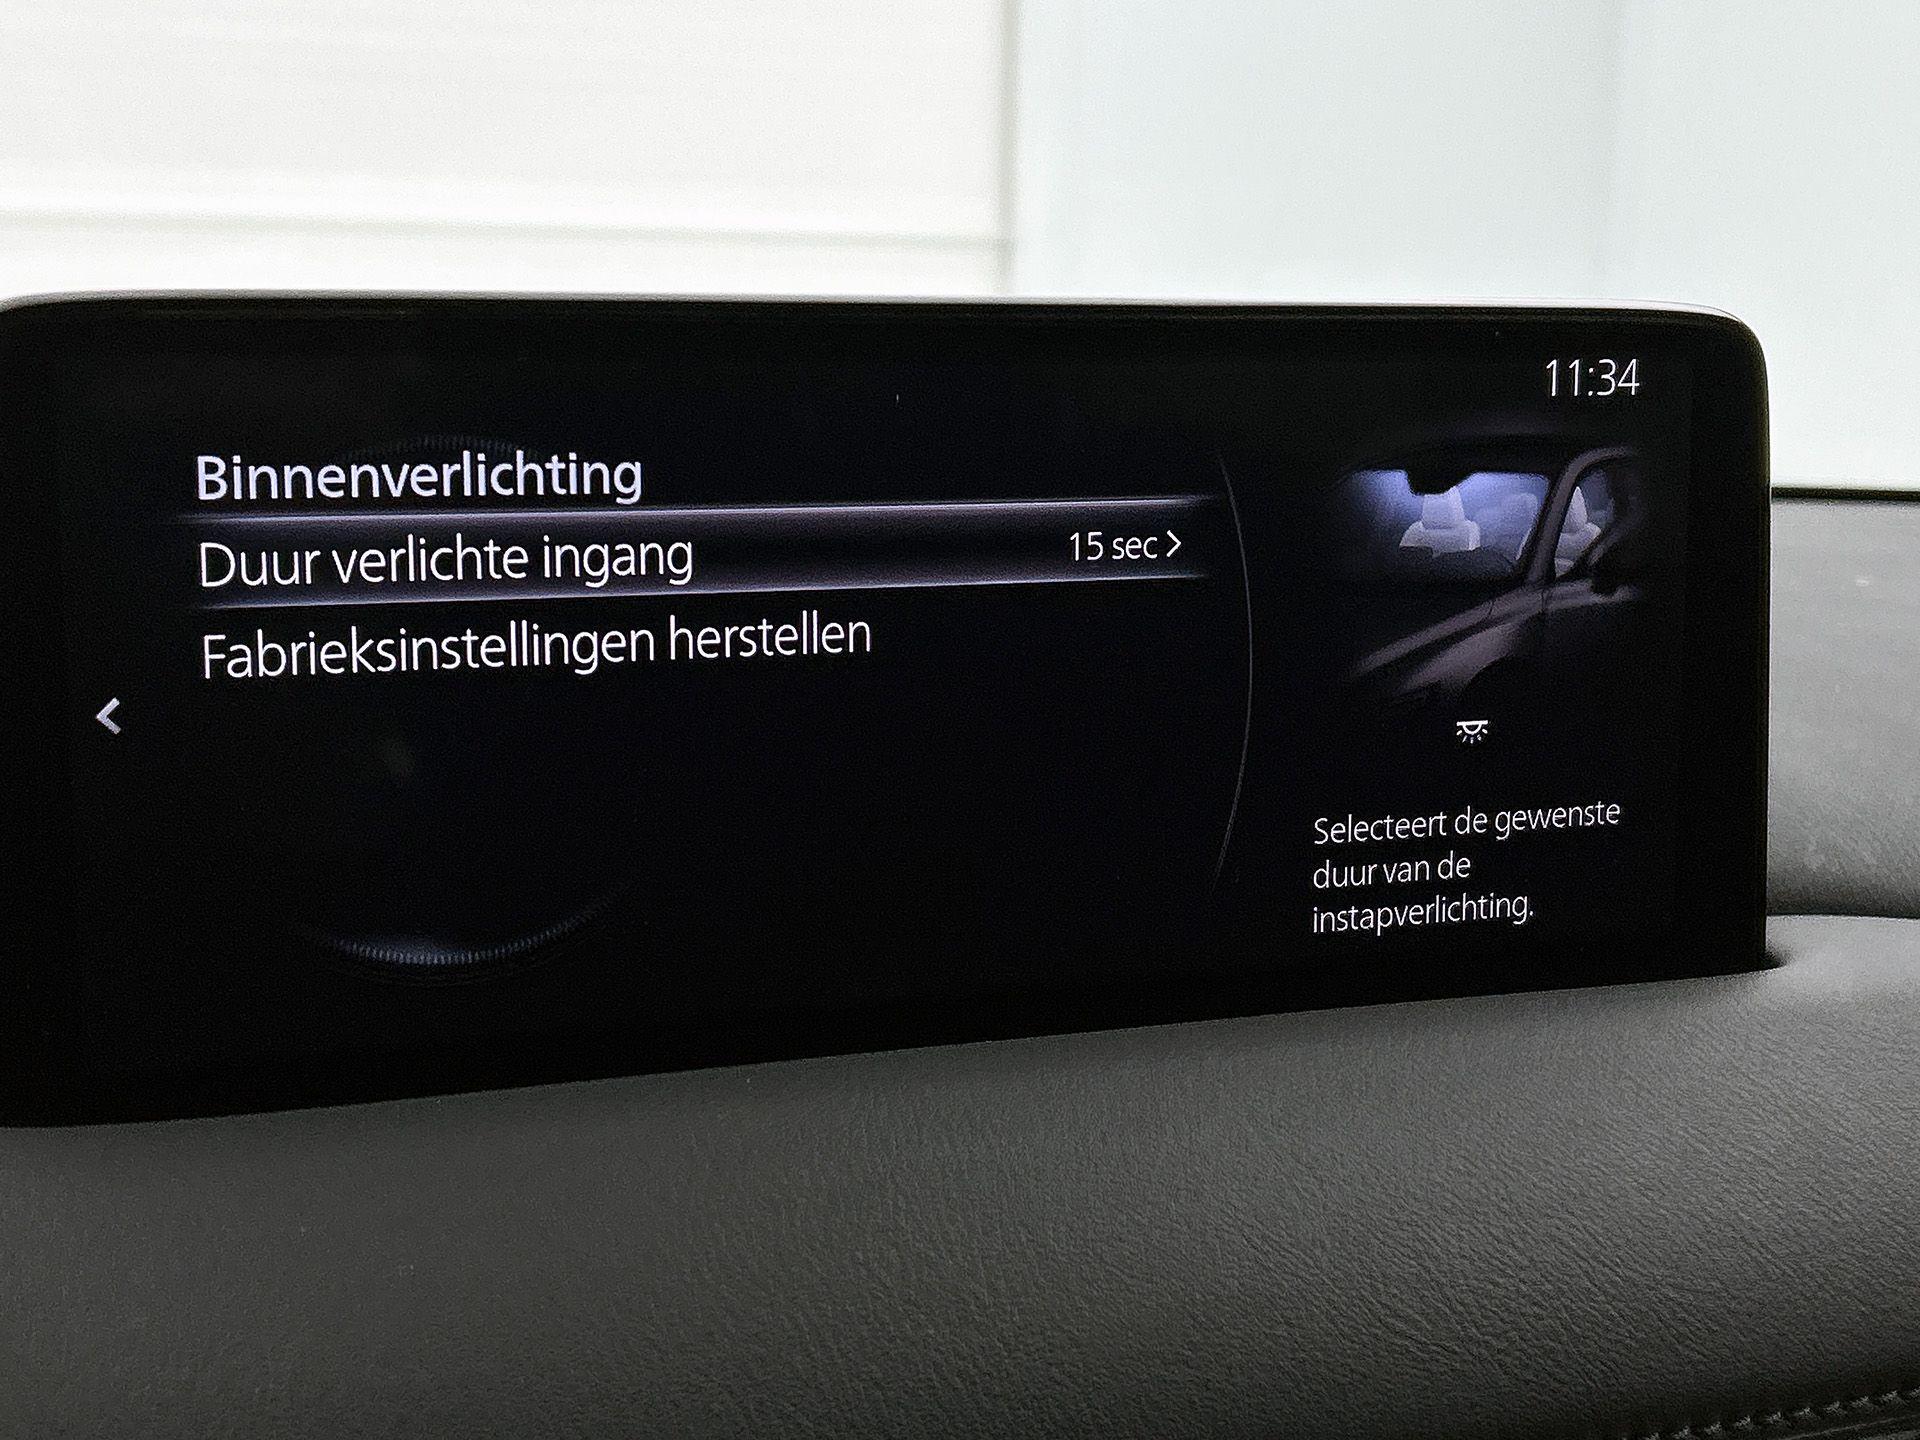 11:34
Binnenverlichting
Duur verlichte ingang 15 sec
Fabrieksinstellingen herstellen
Selecteert de gewenste
duur van de
instapverlichting.